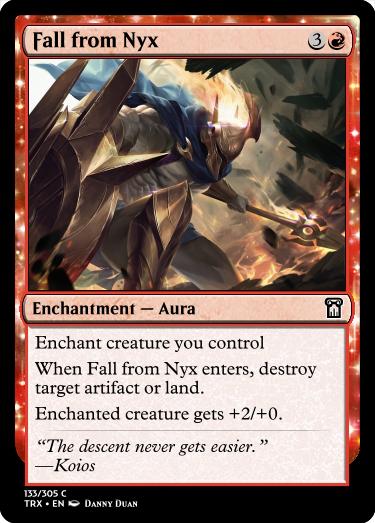 Fall from Nyx 3
Enchantment — Aura
Enchant creature you control
When Fall from Nyx enters, destroy
target artifact or land.
Enchanted creature gets +2/+0.
“The descent never gets easier.”
—Koios
133/305 C
TRX • EN Danny Duan